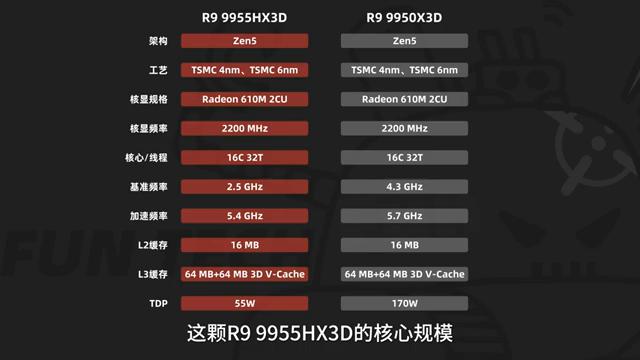 R9 9955HX3D R9 9950X3D
架构 Zen5 Zen5
工艺 TSMC 4nm、TSMC 6nm TSMC 4nm、TSMC 6nm
核显规格 Radeon 610M 2CU Radeon 610M 2CU
核显频率 2200 MHz 2200 MHz
核心/线程 16C 32T 16C 32T
基准频率 2.5 GHz 4.3 GHz
加速频率 5.4 GHz 5.7 GHz
L2缓存 16 MB 16 MB
FUN TECH
L3缓存 64 MB+64 MB 3D V-Cache 64 MB+64 MB 3D V-Cache
TDP 55W 170W
这颗R9 9955HX3D的核心规模